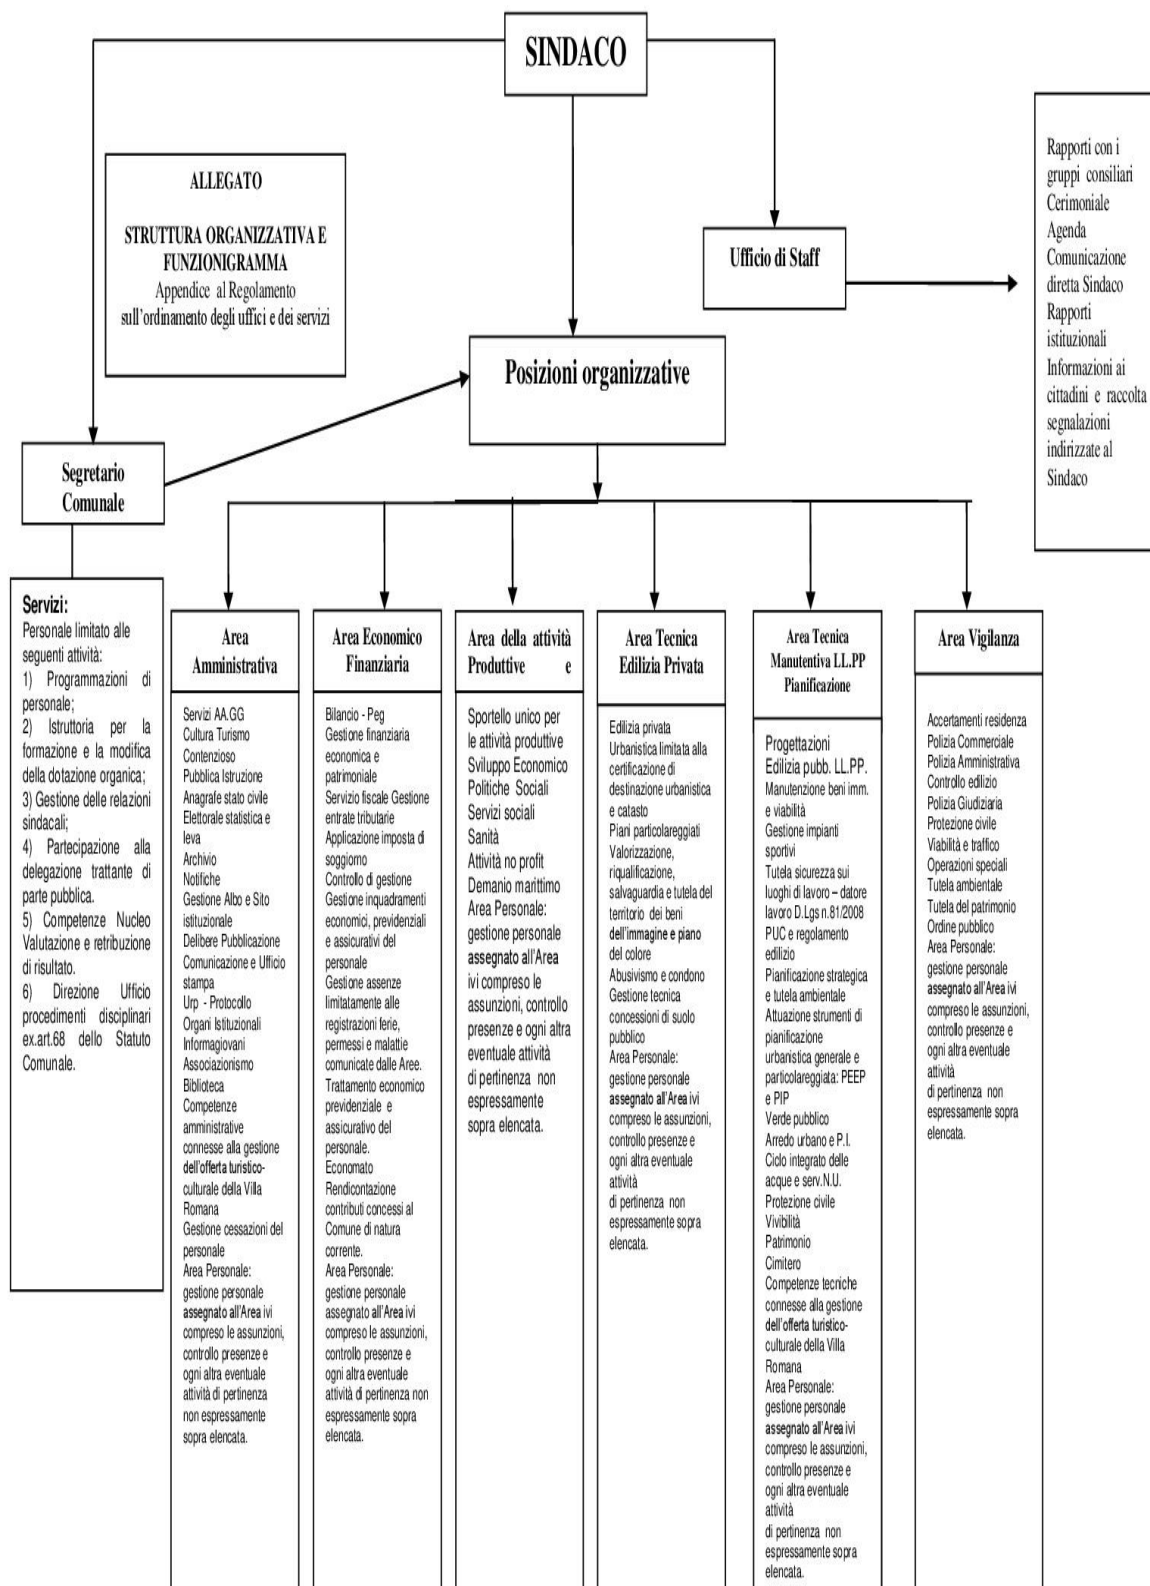 SINDACO
ALLEGATO
STRUTTURA ORGANIZZATIVA E
FUNZIONIGRAMMA
Appendice al Regolamento
sull'ordinamento degli uffici e dei servizi
Ufficio di Staff
Rapporti con i
gruppi consiliari
Cerimoniale
Agenda
Comunicazione
diretta Sindaco
Rapporti
istituzionali
Informazioni ai
cittadini e raccolta
segnalazioni
indirizzate al
Sindaco
Posizioni organizzative
Segretario
Comunale
Servizi:
Personale limitato alle
seguenti attività:
1) Programmazioni di
personale;
2) Istruttoria per la
formazione e la modifica
della dotazione organica;
3) Gestione delle relazioni
sindacali;
4) Partecipazione alla
delegazione trattante di
parte pubblica.
5) Competenze Nucleo
Valutazione e retribuzione
di risultato.
6) Direzione Ufficio
procedimenti disciplinari
ex.art.68 dello Statuto
Comunale.
Area
Amministrativa
Servizi AA.GG
Cultura Turismo
Contenzioso
Pubblica Istruzione
Anagrafe stato civile
Elettorale statistica e
leva
Archivio
Notifiche
Gestione Albo e Sito
istituzionale
Delibere Pubblicazione
Comunicazione e Ufficio
stampa
Urp - Protocollo
Organi Istituzionali
Informagiovani
Associazionismo
Biblioteca
Competenze
amministrative
connesse alla gestione
dell'offerta turistico-
culturale della Villa
Romana
Gestione cessazioni del
personale
Area Personale:
gestione personale
assegnato all'Area ivi
compreso le assunzioni,
controllo presenze e
ogni altra eventuale
attività di pertinenza
non espressamente
sopra elencata.
Area Economico
Finanziaria
Bilancio - Peg
Gestione finanziaria
economica e
patrimoniale
Servizio fiscale Gestione
entrate tributarie
Applicazione imposta di
soggiorno
Controllo di gestione
Gestione inquadramenti
economici, previdenziali
e assicurativi del
personale
Gestione assenze
limitatamente alle
registrazioni ferie,
permessi e malattie
comunicate dalle Aree.
Trattamento economico
previdenziale e
assicurativo del
personale.
Economato
Rendicontazione
contributi concessi al
Comune di natura
corrente.
Area Personale:
gestione personale
assegnato all'Area ivi
compreso le assunzioni,
controllo presenze e
ogni altra eventuale
attività di pertinenza non
espressamente sopra
elencata.
Area della attività
Produttive e
Sportello unico per
le attività produttive
Sviluppo Economico
Politiche Sociali
Servizi sociali
Sanità
Attività no profit
Demanio marittimo
Area Personale:
gestione personale
assegnato all'Area
ivi compreso le
assunzioni, controllo
presenze e ogni altra
eventuale attività
di pertinenza non
espressamente
sopra elencata.
Area Tecnica
Edilizia Privata
Edilizia privata
Urbanistica limitata alla
certificazione di
destinazione urbanistica
e catasto
Piani particolareggiati
Valorizzazione,
riqualificazione,
salvaguardia e tutela del
territorio dei beni
dell'immagine e piano
del colore
Abusivismo e condono
Gestione tecnica
concessioni di suolo
pubblico
Area Personale:
gestione personale
assegnato all'Area ivi
compreso le assunzioni,
controllo presenze e
ogni altra eventuale
attività
di pertinenza non
espressamente sopra
elencata.
Area Tecnica
Manutentiva LL.PP
Pianificazione
Progettazioni
Edilizia pubb. LL.PP.
Manutenzione beni imm.
e viabilità
Gestione impianti
sportivi
Tutela sicurezza sui
luoghi di lavoro – datore
lavoro D.Lgs n.81/2008
PUC e regolamento
edilizio
Pianificazione strategica
e tutela ambientale
Attuazione strumenti di
pianificazione
urbanistica generale e
particolareggiata: PEEP
e PIP
Verde pubblico
Arredo urbano e P.I.
Ciclo integrato delle
acque e serv.N.U.
Protezione civile
Vivibilità
Patrimonio
Cimitero
Competenze tecniche
connesse alla gestione
dell'offerta turistico-
culturale della Villa
Romana
Area Personale:
gestione personale
assegnato all'Area ivi
compreso le assunzioni,
controllo presenze e
ogni altra eventuale
attività
di pertinenza non
espressamente sopra
elencata.
Area Vigilanza
Accertamenti residenza
Polizia Commerciale
Polizia Amministrativa
Controllo edilizio
Polizia Giudiziaria
Protezione civile
Viabilità e traffico
Operazioni speciali
Tutela ambientale
Tutela del patrimonio
Ordine pubblico
Area Personale:
gestione personale
assegnato all'Area ivi
compreso le assunzioni,
controllo presenze e
ogni altra eventuale
attività
di pertinenza non
espressamente sopra
elencata.